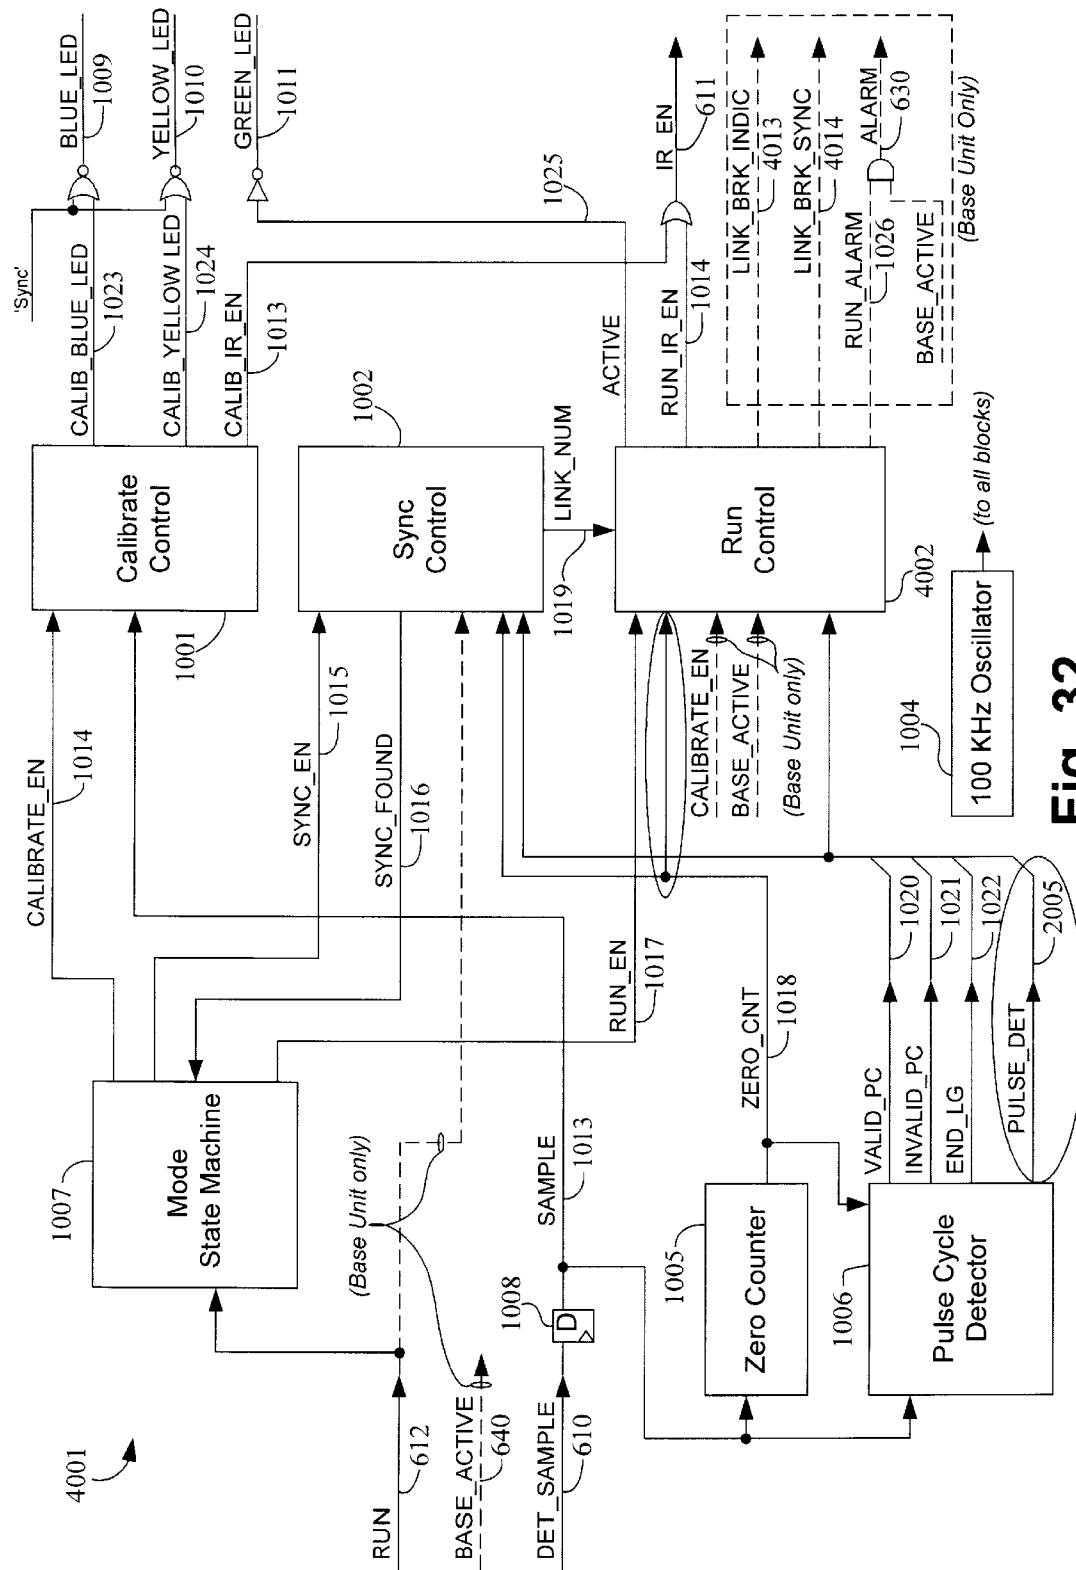 4001
RUN
612
BASE_ACTIVE
640
DET_SAMPLE
610
1007
Mode
State Machine
(Base Unit only)
1008
D
SAMPLE
1013
1005
Zero Counter
1006
Pulse Cycle
Detector
CALIBRATE_EN
1014
SYNC_EN
1015
SYNC_FOUND
1016
RUN_EN
1017
ZERO_CNT
1018
VALID_PC
1020
INVALID_PC
1021
END_LG
1022
PULSE_DET
2005
1001
Calibrate
Control
1002
Sync
Control
LINK_NUM
1019
CALIBRATE_EN
BASE_ACTIVE
(Base Unit only)
Run
Control
4002
1004
100 KHz Oscillator
(to all blocks)
'Sync'
CALIB_BLUE_LED
1023
CALIB_YELLOW LED
1024
CALIB_IR_EN
1013
BLUE_LED
1009
YELLOW_LED
1010
GREEN_LED
1011
ACTIVE
1025
RUN_IR_EN
1014
IR_EN
611
LINK_BRK_INDIC
4013
LINK_BRK_SYNC
4014
RUN_ALARM
1026
BASE_ACTIVE
ALARM
630
(Base Unit Only)
Fig. 32